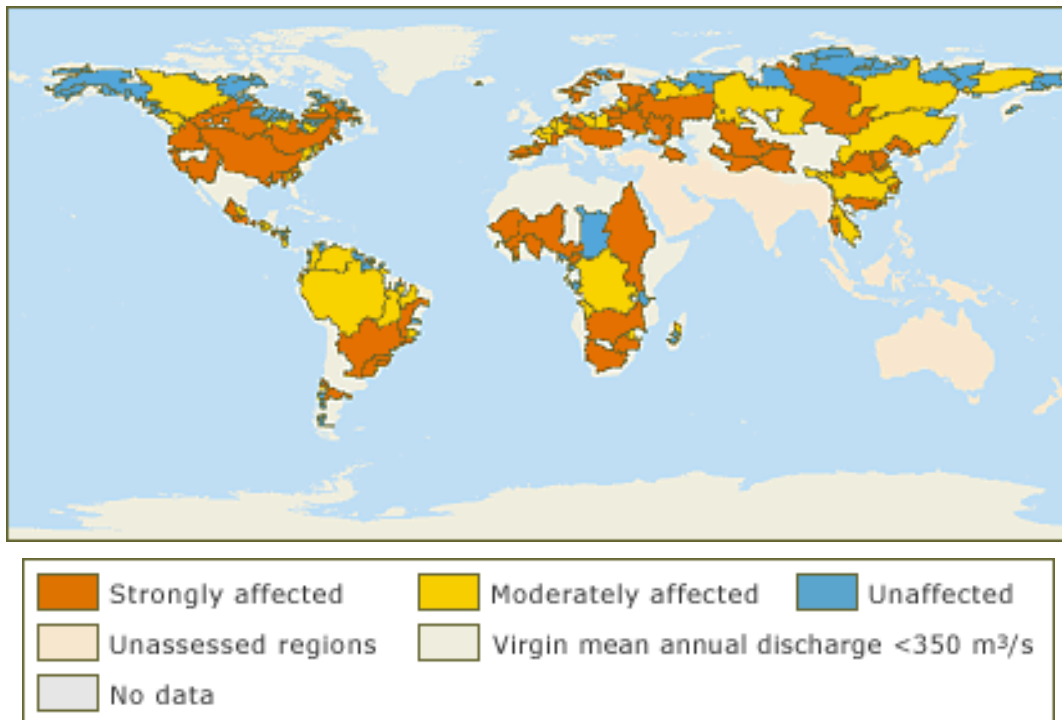 Strongly affected
Moderately affected
Unaffected
Unassessed regions
Virgin mean annual discharge <350 m³/s
No data